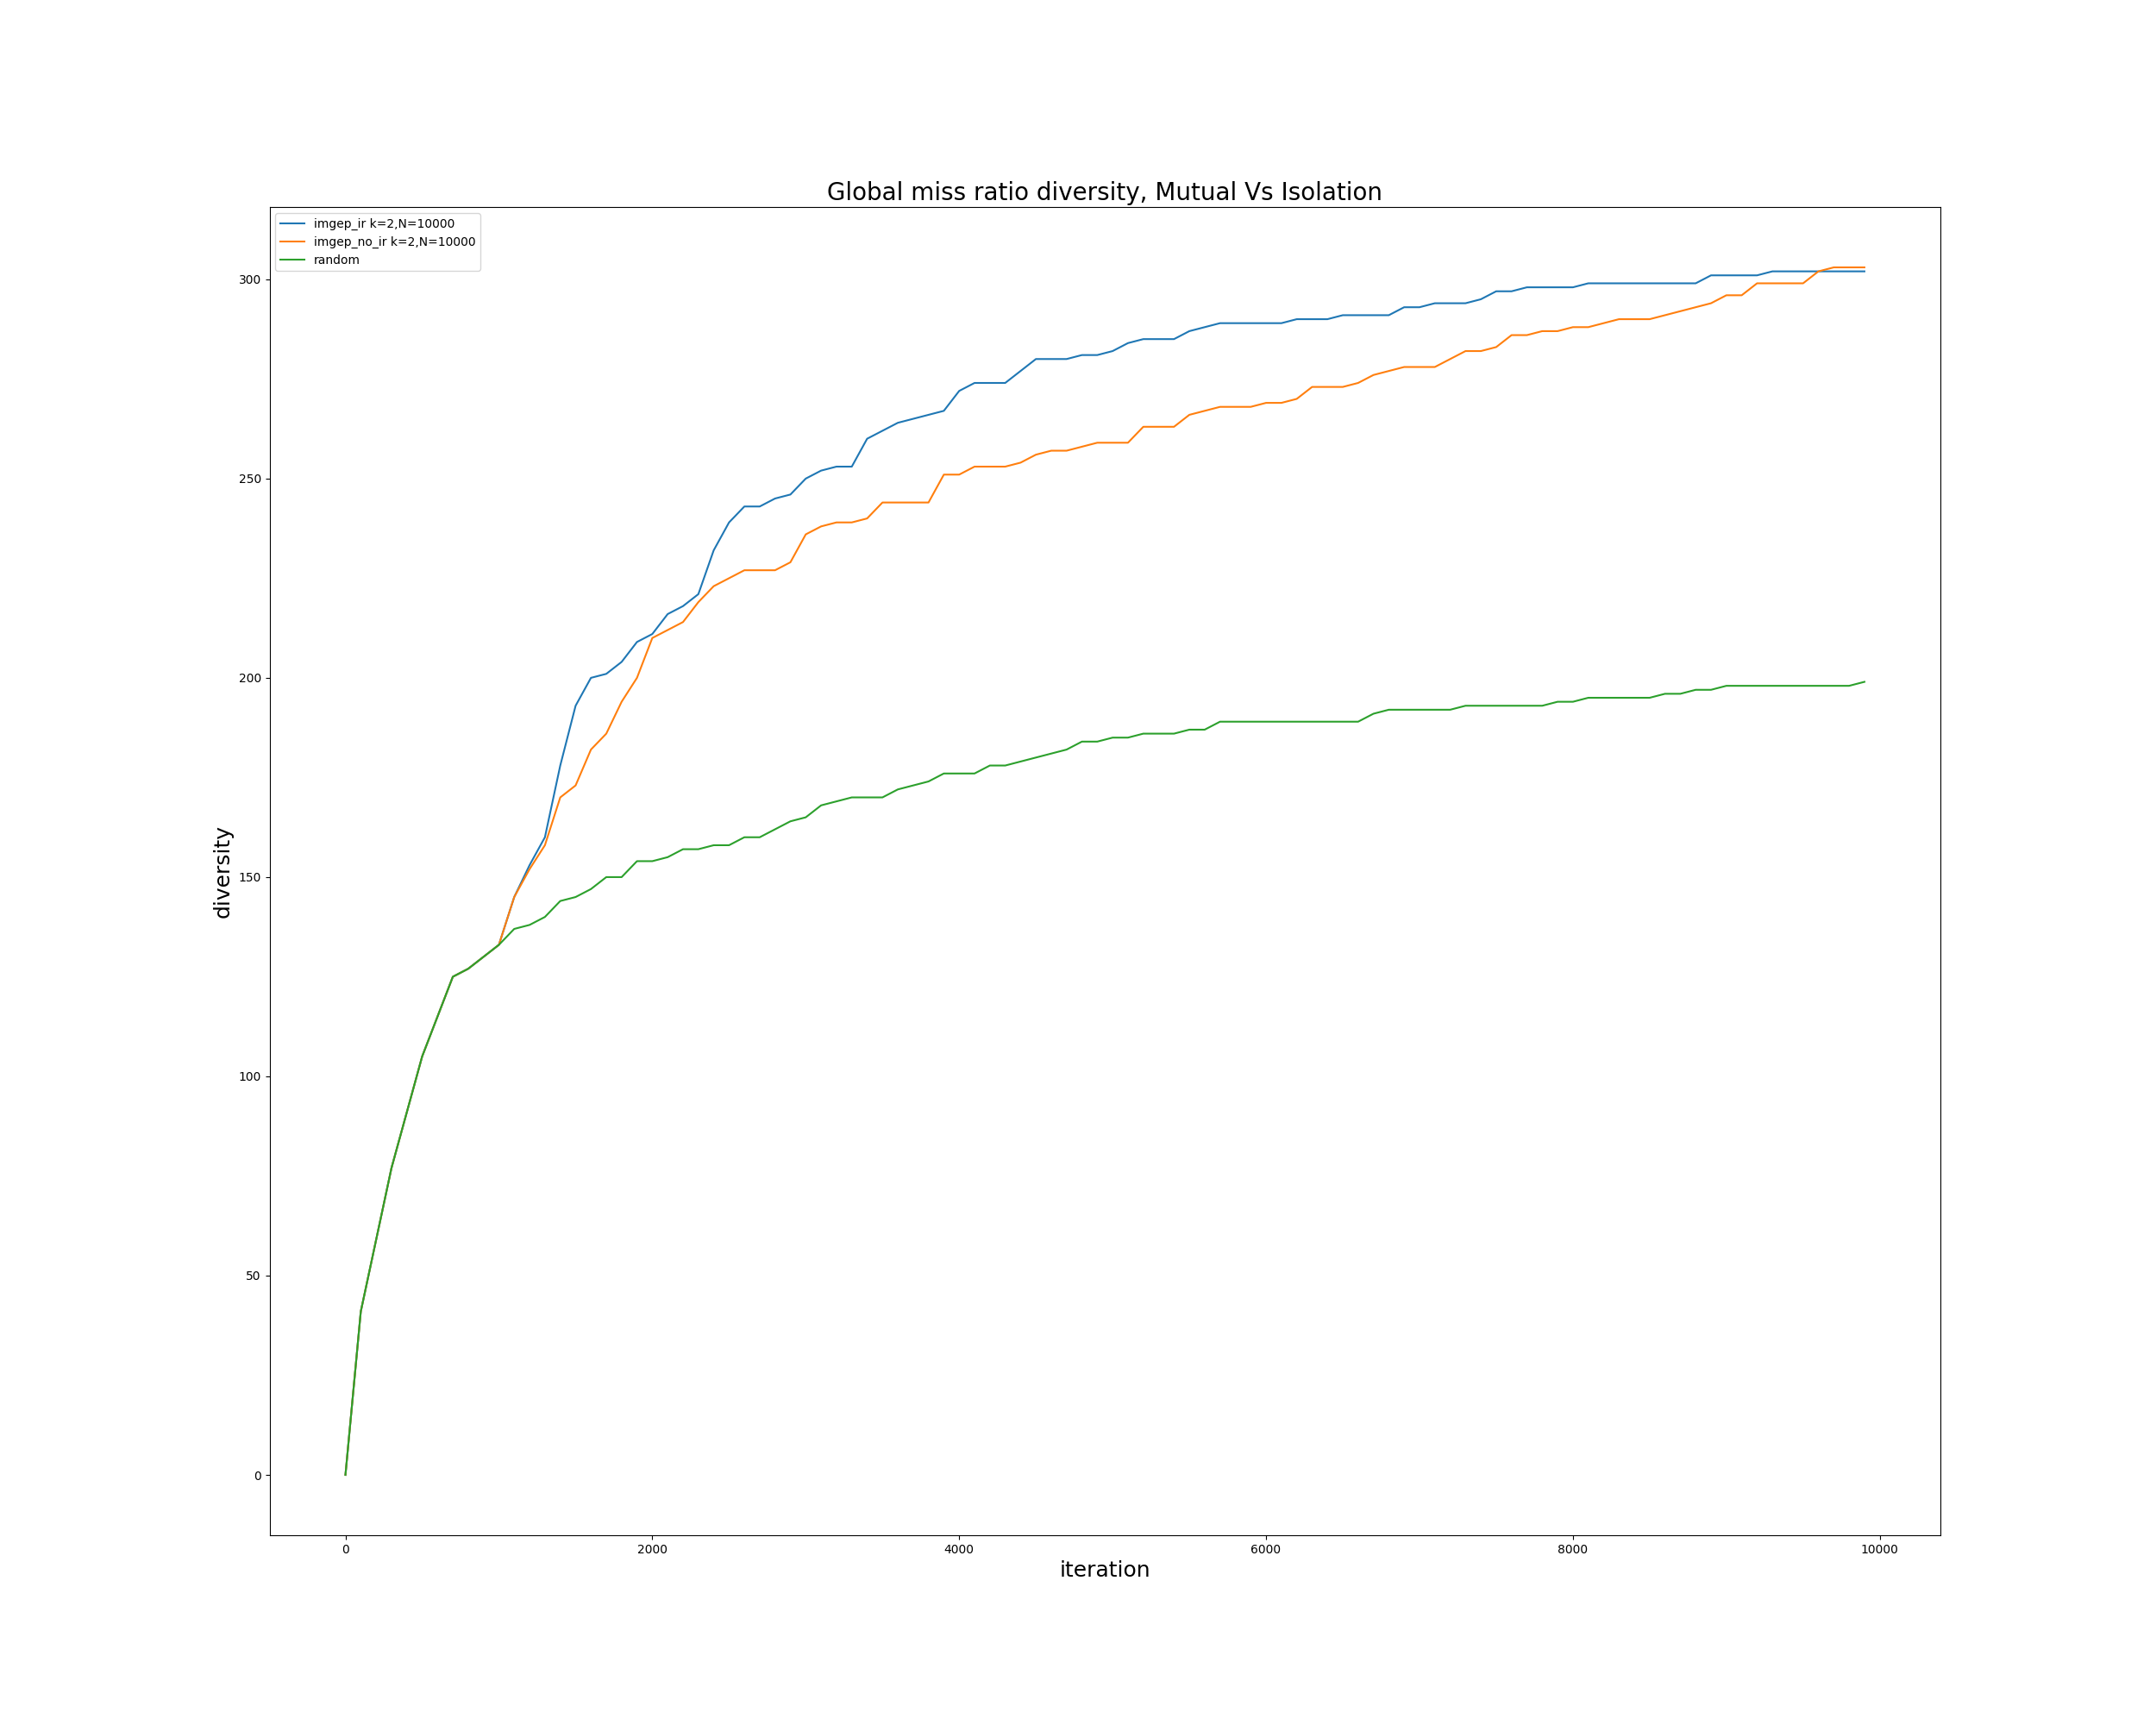 Global miss ratio diversity, Mutual Vs Isolation
imgep_ir k=2,N=10000
imgep_no_ir k=2,N=10000
random
300
250
200
150
100
50
0
diversity
0 2000 4000 6000 8000 10000
iteration